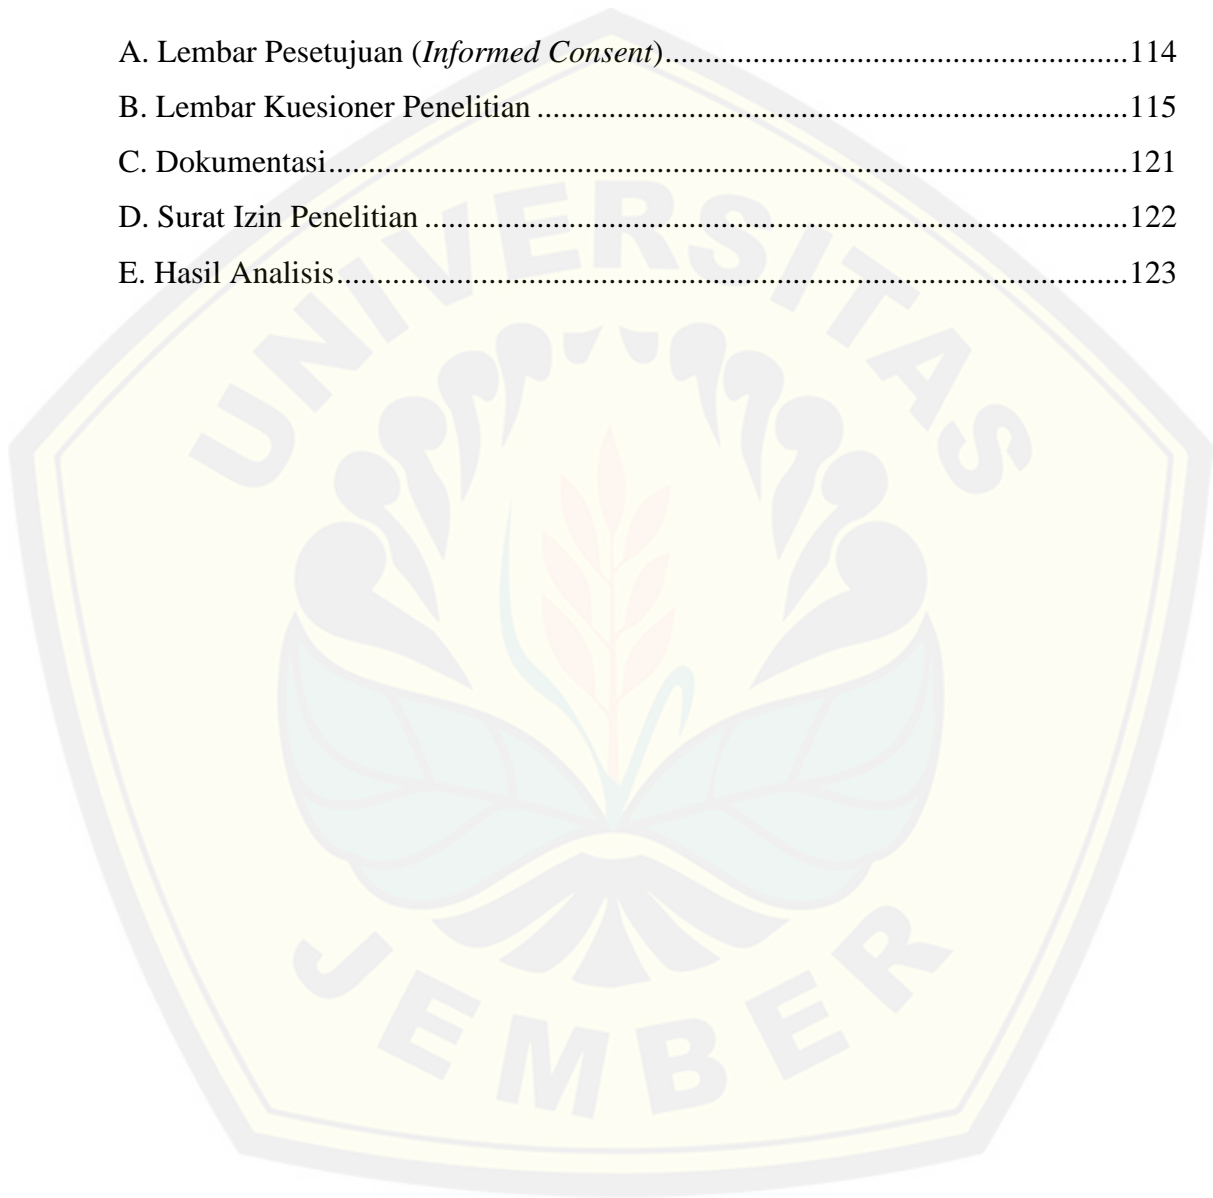 A. Lembar Pesetujuan (Informed Consent)........................................................114
B. Lembar Kuesioner Penelitian ........................................................................115
C. Dokumentasi.................................................................................................121
D. Surat Izin Penelitian .....................................................................................122
E. Hasil Analisis................................................................................................123
UNIVERSITAS
JEMBER